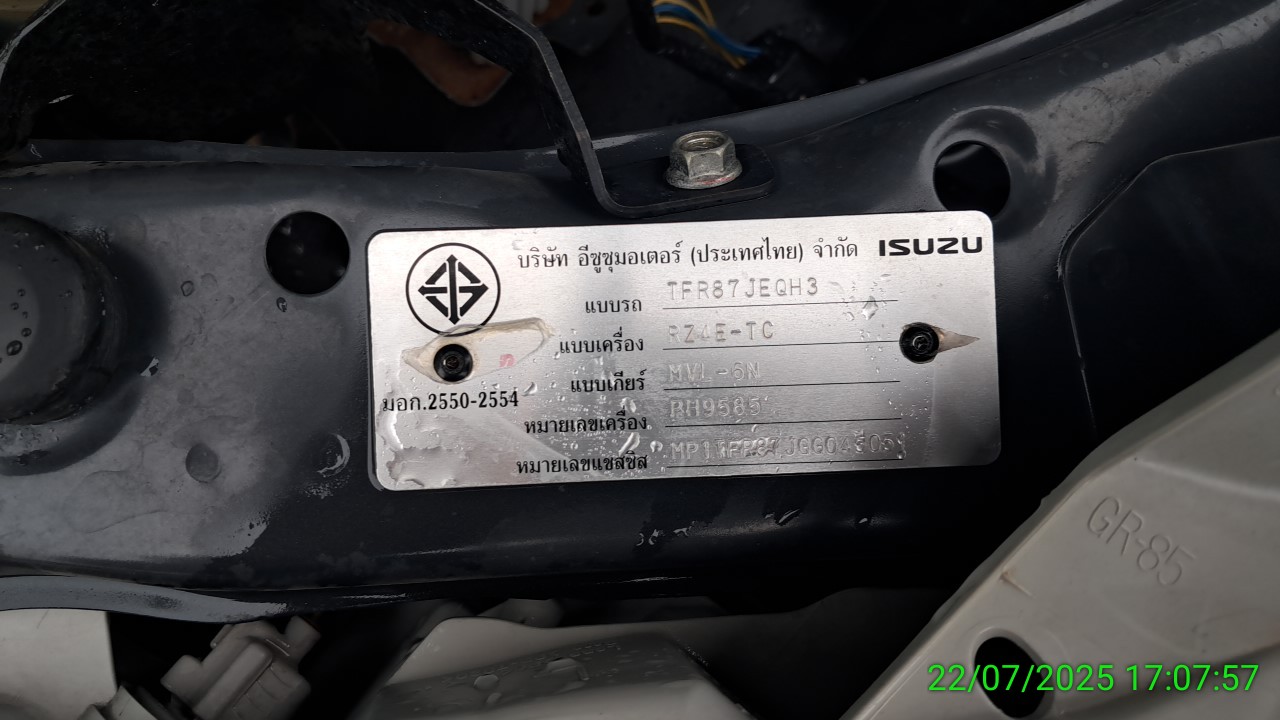 บริษัท อีซูซุมอเตอร์ (ประเทศไทย) จำกัด ISUZU
แบบรถ TFR87JEQH3
แบบเครื่อง RZ4E-TC
แบบเกียร์ MVL-6N
มอก.2550-2554
หมายเลขเครื่อง RH9585
หมายเลขแชสซิส
GR-85
22/07/2025 17:07:57